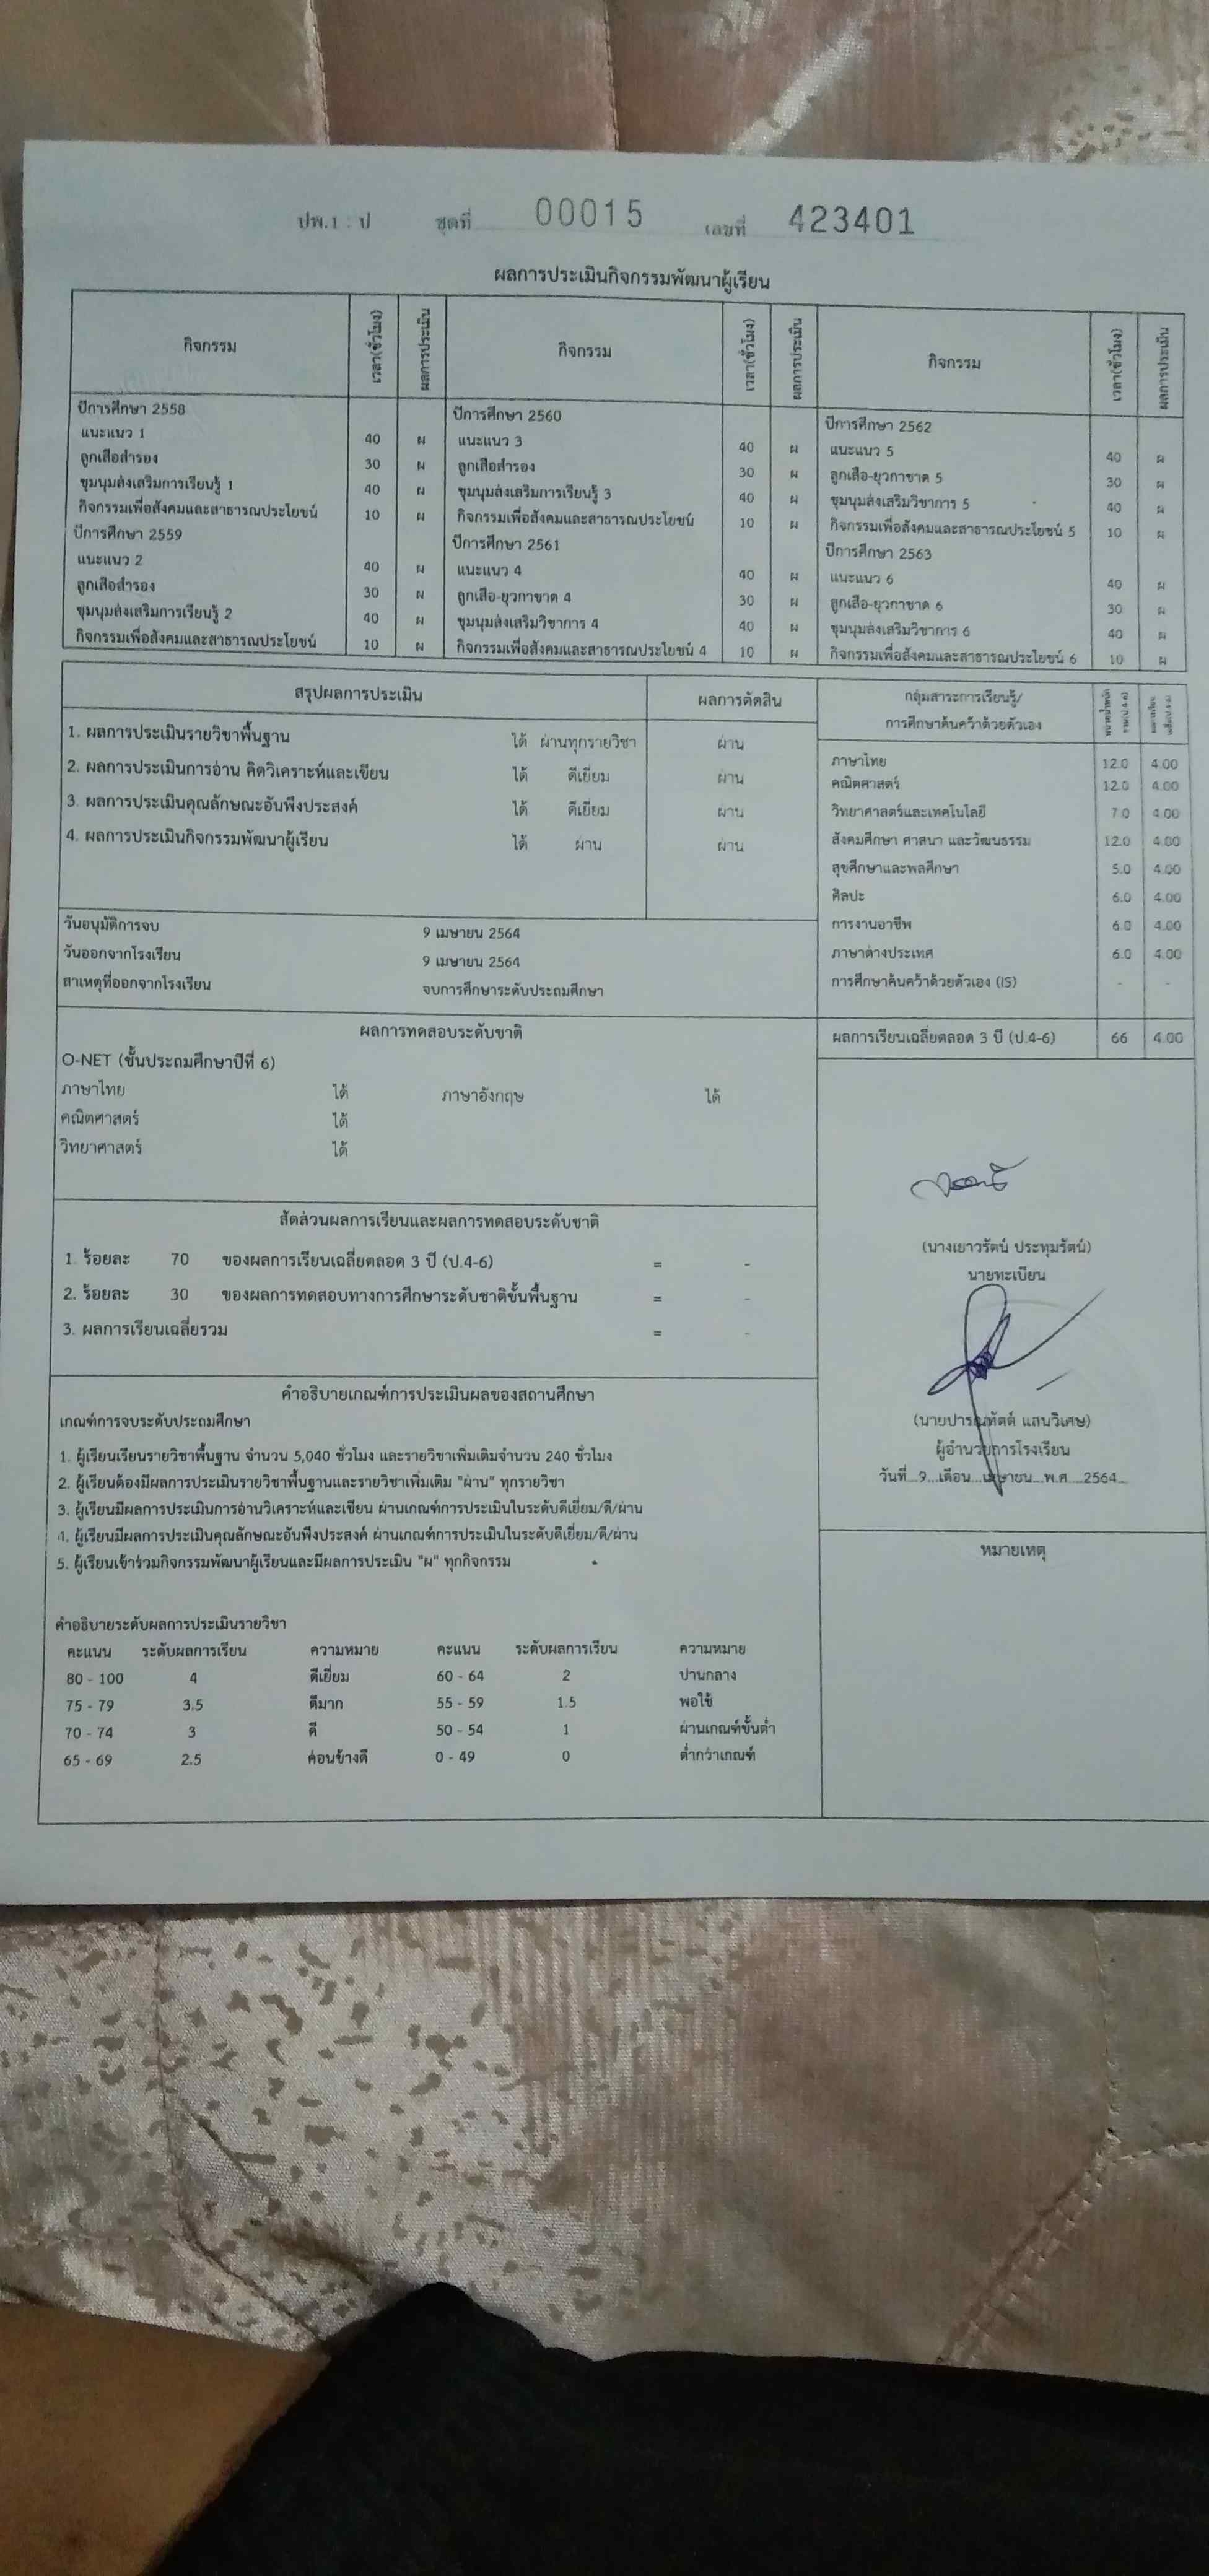 ปพ.1 : ป ชุดที่ 00015 เลขที่ 423401
ผลการประเมินกิจกรรมพัฒนาผู้เรียน
กิจกรรม เวลา(ชั่วโมง) ผลการประเมิน กิจกรรม เวลา(ชั่วโมง) ผลการประเมิน กิจกรรม เวลา(ชั่วโมง) ผลการประเมิน
ปีการศึกษา 2558 ปีการศึกษา 2560 ปีการศึกษา 2562
แนะแนว 1 40 ผ แนะแนว 3 40 ผ แนะแนว 5 40 ผ
ลูกเสือสำรอง 30 ผ ลูกเสือสำรอง 30 ผ ลูกเสือ-ยุวกาชาด 5 30 ผ
ชุมนุมส่งเสริมการเรียนรู้ 1 40 ผ ชุมนุมส่งเสริมการเรียนรู้ 3 40 ผ ชุมนุมส่งเสริมวิชาการ 5 40 ผ
กิจกรรมเพื่อสังคมและสาธารณประโยชน์ 10 ผ กิจกรรมเพื่อสังคมและสาธารณประโยชน์ 10 ผ กิจกรรมเพื่อสังคมและสาธารณประโยชน์ 5 10 ผ
ปีการศึกษา 2559 ปีการศึกษา 2561 ปีการศึกษา 2563
แนะแนว 2 40 ผ แนะแนว 4 40 ผ แนะแนว 6 40 ผ
ลูกเสือสำรอง 30 ผ ลูกเสือ-ยุวกาชาด 4 30 ผ ลูกเสือ-ยุวกาชาด 6 30 ผ
ชุมนุมส่งเสริมการเรียนรู้ 2 40 ผ ชุมนุมส่งเสริมวิชาการ 4 40 ผ ชุมนุมส่งเสริมวิชาการ 6 40 ผ
กิจกรรมเพื่อสังคมและสาธารณประโยชน์ 10 ผ กิจกรรมเพื่อสังคมและสาธารณประโยชน์ 4 10 ผ กิจกรรมเพื่อสังคมและสาธารณประโยชน์ 6 10 ผ
สรุปผลการประเมิน ผลการตัดสิน
1. ผลการประเมินรายวิชาพื้นฐาน ได้ ผ่านทุกรายวิชา ผ่าน
2. ผลการประเมินการอ่าน คิดวิเคราะห์และเขียน ได้ ดีเยี่ยม ผ่าน
3. ผลการประเมินคุณลักษณะอันพึงประสงค์ ได้ ดีเยี่ยม ผ่าน
4. ผลการประเมินกิจกรรมพัฒนาผู้เรียน ได้ ผ่าน ผ่าน
วันอนุมัติการจบ 9 เมษายน 2564
วันออกจากโรงเรียน 9 เมษายน 2564
สาเหตุที่ออกจากโรงเรียน จบการศึกษาระดับประถมศึกษา
กลุ่มสาระการเรียนรู้/
การศึกษาค้นคว้าด้วยตัวเอง
ภาษาไทย 12.0 4.00
คณิตศาสตร์ 12.0 4.00
วิทยาศาสตร์และเทคโนโลยี 7.0 4.00
สังคมศึกษา ศาสนา และวัฒนธรรม 12.0 4.00
สุขศึกษาและพลศึกษา 5.0 4.00
ศิลปะ 6.0 4.00
การงานอาชีพ 6.0 4.00
ภาษาต่างประเทศ 6.0 4.00
การศึกษาค้นคว้าด้วยตัวเอง (IS) - -
ผลการเรียนเฉลี่ยตลอด 3 ปี (ป.4-6) 66 4.00
ผลการทดสอบระดับชาติ
O-NET (ชั้นประถมศึกษาปีที่ 6)
ภาษาไทย ได้ ภาษาอังกฤษ ได้
คณิตศาสตร์ ได้
วิทยาศาสตร์ ได้
สัดส่วนผลการเรียนและผลการทดสอบระดับชาติ
1. ร้อยละ 70 ของผลการเรียนเฉลี่ยตลอด 3 ปี (ป.4-6) = -
2. ร้อยละ 30 ของผลการทดสอบทางการศึกษาระดับชาติขั้นพื้นฐาน = -
3. ผลการเรียนเฉลี่ยรวม = -
(นางเยาวรัตน์ ประทุมรัตน์)
นายทะเบียน
(นายปารณทัตต์ แสนวิเศษ)
ผู้อำนวยการโรงเรียน
วันที่ 9 เดือน เมษายน พ.ศ. 2564
หมายเหตุ
คำอธิบายเกณฑ์การประเมินผลของสถานศึกษา
เกณฑ์การจบระดับประถมศึกษา
1. ผู้เรียนเรียนรายวิชาพื้นฐาน จำนวน 5,040 ชั่วโมง และรายวิชาเพิ่มเติมจำนวน 240 ชั่วโมง
2. ผู้เรียนต้องมีผลการประเมินรายวิชาพื้นฐานและรายวิชาเพิ่มเติม "ผ่าน" ทุกรายวิชา
3. ผู้เรียนมีผลการประเมินการอ่านวิเคราะห์และเขียน ผ่านเกณฑ์การประเมินในระดับดีเยี่ยม/ดี/ผ่าน
4. ผู้เรียนมีผลการประเมินคุณลักษณะอันพึงประสงค์ ผ่านเกณฑ์การประเมินในระดับดีเยี่ยม/ดี/ผ่าน
5. ผู้เรียนเข้าร่วมกิจกรรมพัฒนาผู้เรียนและมีผลการประเมิน "ผ" ทุกกิจกรรม
คำอธิบายระดับผลการประเมินรายวิชา
คะแนน ระดับผลการเรียน ความหมาย คะแนน ระดับผลการเรียน ความหมาย
80 - 100 4 ดีเยี่ยม 60 - 64 2 ปานกลาง
75 - 79 3.5 ดีมาก 55 - 59 1.5 พอใช้
70 - 74 3 ดี 50 - 54 1 ผ่านเกณฑ์ขั้นต่ำ
65 - 69 2.5 ค่อนข้างดี 0 - 49 0 ต่ำกว่าเกณฑ์